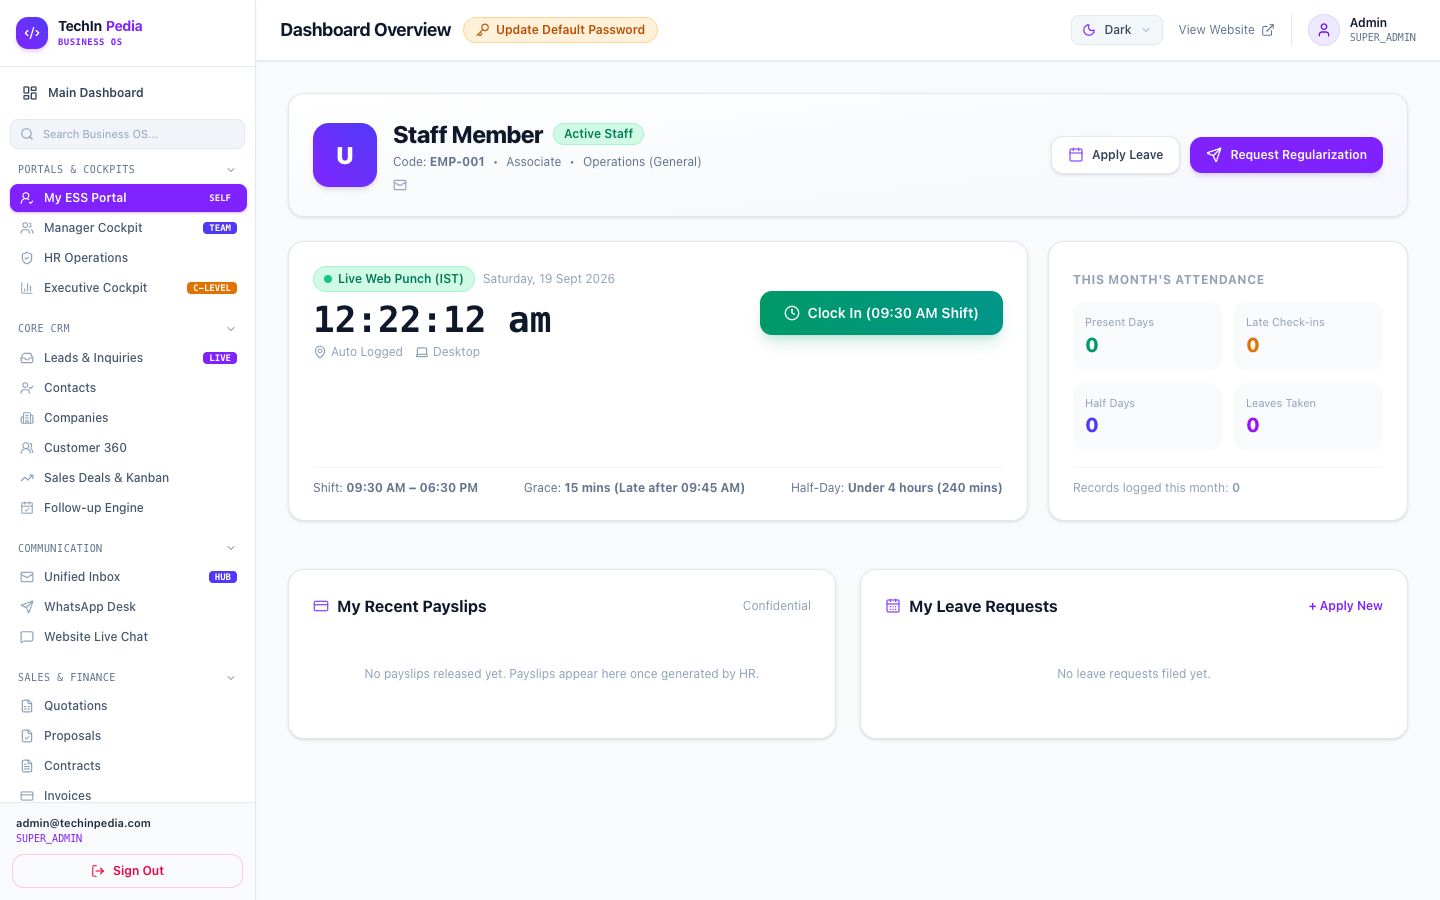 TechIn Pedia
BUSINESS OS
Main Dashboard
Search Business OS...
PORTALS & COCKPITS
My ESS Portal SELF
Manager Cockpit TEAM
HR Operations
Executive Cockpit C-LEVEL
CORE CRM
Leads & Inquiries LIVE
Contacts
Companies
Customer 360
Sales Deals & Kanban
Follow-up Engine
COMMUNICATION
Unified Inbox HUB
WhatsApp Desk
Website Live Chat
SALES & FINANCE
Quotations
Proposals
Contracts
Invoices
admin@techinpedia.com
SUPER_ADMIN
Sign Out
Dashboard Overview
Update Default Password
Dark
View Website
Admin
SUPER_ADMIN
U
Staff Member Active Staff
Code: EMP-001 • Associate • Operations (General)
Apply Leave
Request Regularization
Live Web Punch (IST) Saturday, 19 Sept 2026
12:22:12 am
Auto Logged Desktop
Clock In (09:30 AM Shift)
Shift: 09:30 AM – 06:30 PM
Grace: 15 mins (Late after 09:45 AM)
Half-Day: Under 4 hours (240 mins)
THIS MONTH'S ATTENDANCE
Present Days
0
Late Check-ins
0
Half Days
0
Leaves Taken
0
Records logged this month: 0
My Recent Payslips
Confidential
No payslips released yet. Payslips appear here once generated by HR.
My Leave Requests
+ Apply New
No leave requests filed yet.